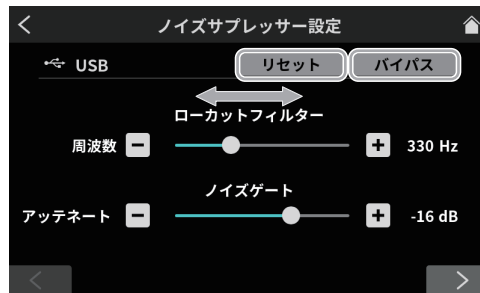 ノイズサプレッサー設定
USB リセット バイパス
ローカットフィルター
周波数 330 Hz
ノイズゲート
アッテネート -16 dB